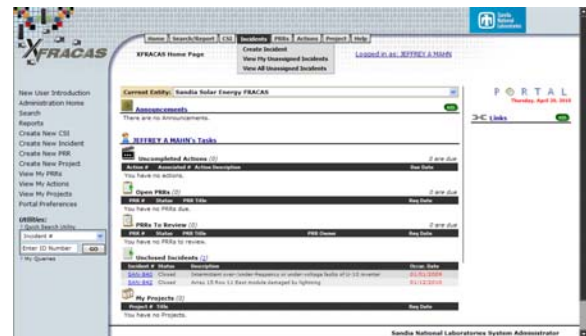 Sandia
National
Laboratories
XFRACAS
Home | Search/Report | CSI | Incidents | PRRs | Actions | Project | Help
XFRACAS Home Page
Create Incident
View My Unassigned Incidents
View All Unassigned Incidents
Logged in as: JEFFREY A MAHN
New User Introduction
Administration Home
Search
Reports
Create New CSI
Create New Incident
Create New PRR
Create New Project
View My PRRs
View My Actions
View My Projects
Portal Preferences
Utilities:
Quick Search Utility
Incident #
Enter ID Number GO
My Queries
Current Entity: Sandia Solar Energy FRACAS
Announcements
There are no Announcements.
JEFFREY A MAHN's Tasks
Uncompleted Actions (0) 0 are due
Action # Associated # Action Description Due Date
You have no actions.
Open PRRs (0) 0 are due
PRR # Status PRR Title Req Date
You have no PRRs due.
PRRs To Review (0) 0 are due
PRR # Status PRR Title PRR Owner Req Date
You have no PRRs to review.
Unclosed Incidents (2)
Incident # Status Description Occur. Date
SAN-840 Closed Intermittent over-/under-frequency or under-voltage faults of U-10 inverter 01/01/2009
SAN-842 Closed Array 15 Row 11 East module damaged by lightning 01/12/2010
My Projects (0)
Project # Title Req Date
You have no Projects.
PORTAL
Thursday, April 29, 2010
Links
Sandia National Laboratories System Administrator